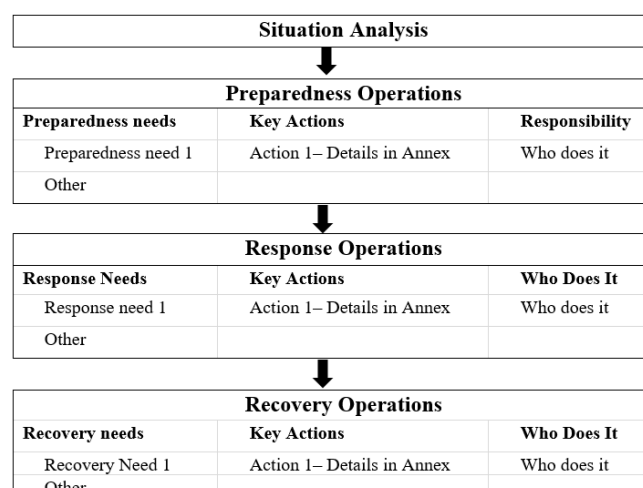 Situation Analysis
Preparedness Operations
Preparedness needs Key Actions Responsibility
Preparedness need 1 Action 1– Details in Annex Who does it
Other
Response Operations
Response Needs Key Actions Who Does It
Response need 1 Action 1– Details in Annex Who does it
Other
Recovery Operations
Recovery needs Key Actions Who Does It
Recovery Need 1 Action 1– Details in Annex Who does it
Other